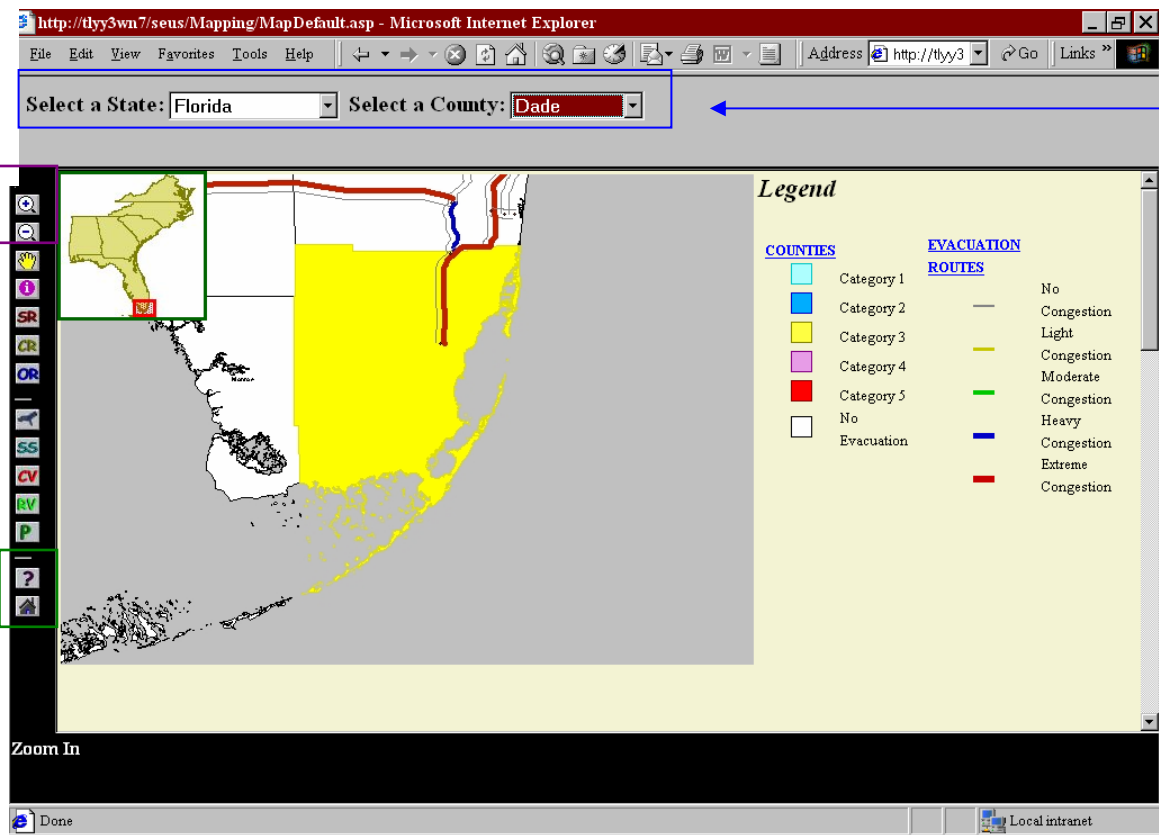 http://tlyy3wn7/seus/Mapping/MapDefault.asp - Microsoft Internet Explorer
File Edit View Favorites Tools Help Address http://tlyy3 Go Links »
Select a State: Florida Select a County: Dade
SR
CR
OR
SS
CV
RV
P
?
Monroe
Legend
COUNTIES
Category 1
Category 2
Category 3
Category 4
Category 5
No
Evacuation
EVACUATION
ROUTES
No
Congestion
Light
Congestion
Moderate
Congestion
Heavy
Congestion
Extreme
Congestion
Zoom In
Done Local intranet